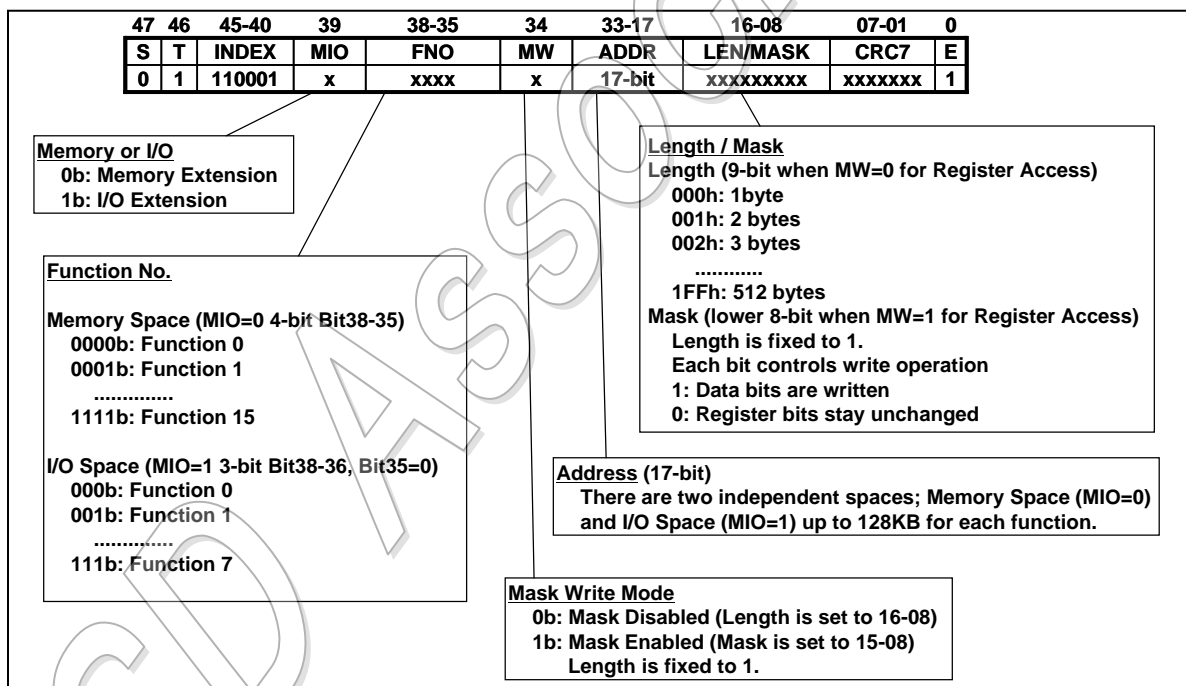 47 46 45-40 39 38-35 34 33-17 16-08 07-01 0
S T INDEX MIO FNO MW ADDR LEN/MASK CRC7 E
0 1 110001 x xxxx x 17-bit xxxxxxxxx xxxxxxx 1
Memory or I/O
0b: Memory Extension
1b: I/O Extension
Length / Mask
Length (9-bit when MW=0 for Register Access)
000h: 1byte
001h: 2 bytes
002h: 3 bytes
............
1FFh: 512 bytes
Mask (lower 8-bit when MW=1 for Register Access)
Length is fixed to 1.
Each bit controls write operation
1: Data bits are written
0: Register bits stay unchanged
Function No.
Memory Space (MIO=0 4-bit Bit38-35)
0000b: Function 0
0001b: Function 1
..............
1111b: Function 15
I/O Space (MIO=1 3-bit Bit38-36, Bit35=0)
000b: Function 0
001b: Function 1
..............
111b: Function 7
Address (17-bit)
There are two independent spaces; Memory Space (MIO=0)
and I/O Space (MIO=1) up to 128KB for each function.
Mask Write Mode
0b: Mask Disabled (Length is set to 16-08)
1b: Mask Enabled (Mask is set to 15-08)
Length is fixed to 1.
SD Associ